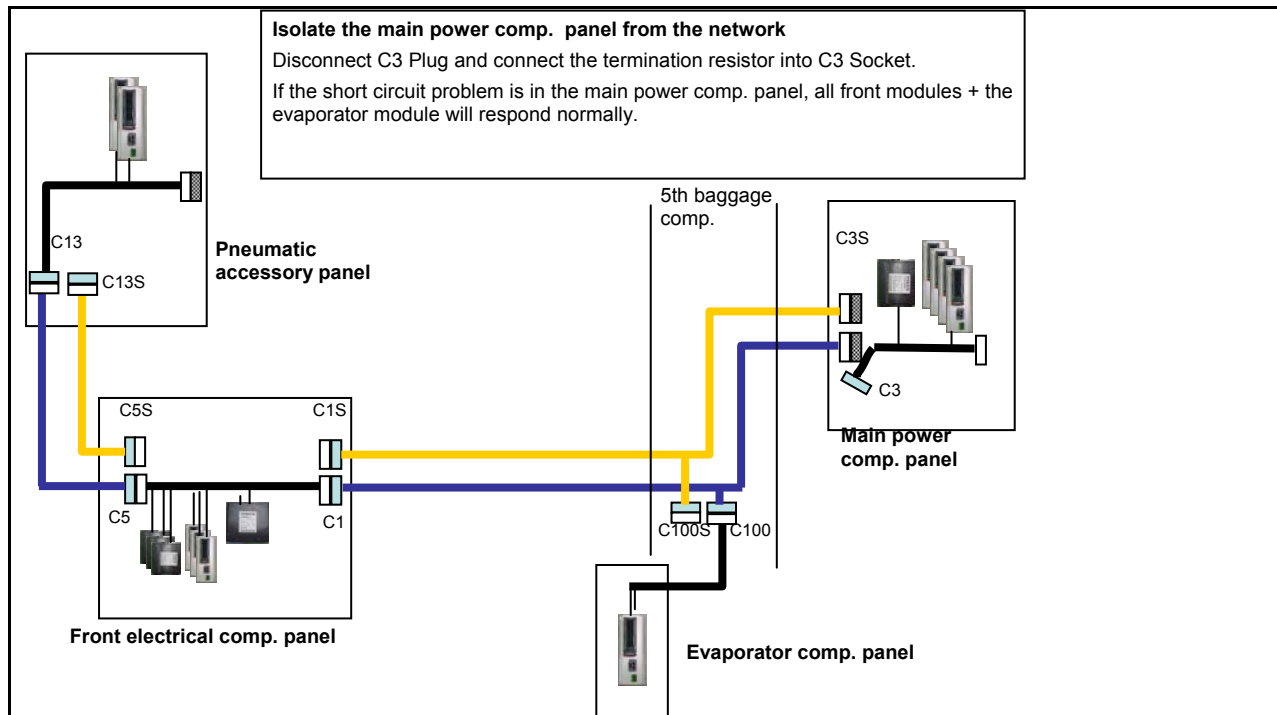 Isolate the main power comp. panel from the network
Disconnect C3 Plug and connect the termination resistor into C3 Socket.
If the short circuit problem is in the main power comp. panel, all front modules + the
evaporator module will respond normally.
5th baggage
comp.
C13
C13S
Pneumatic
accessory panel
C3S
C3
Main power
comp. panel
C5S
C1S
C5
C1
C100S
C100
Front electrical comp. panel
Evaporator comp. panel